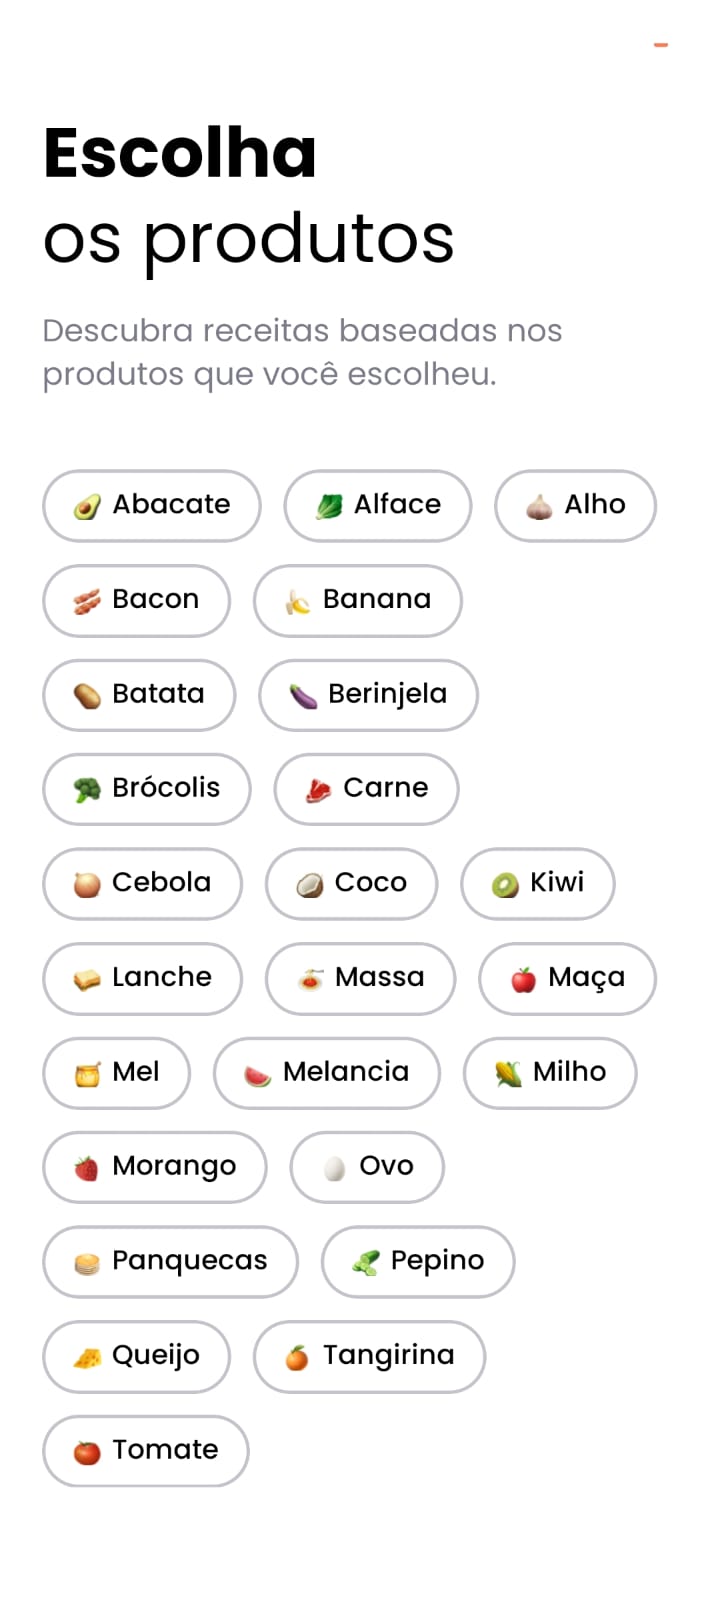 Escolha
os produtos
Descubra receitas baseadas nos
produtos que você escolheu.
Abacate Alface Alho
Bacon Banana
Batata Berinjela
Brócolis Carne
Cebola Coco Kiwi
Lanche Massa Maça
Mel Melancia Milho
Morango Ovo
Panquecas Pepino
Queijo Tangirina
Tomate